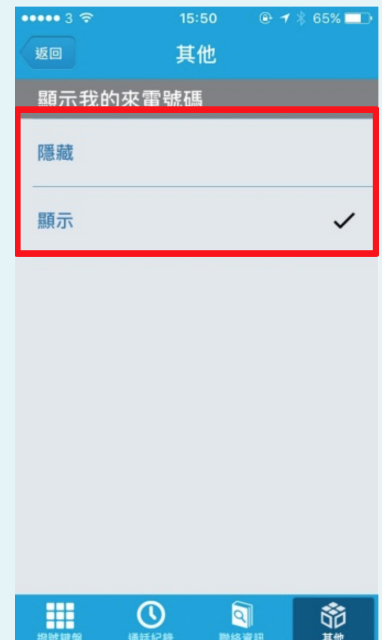 3 15:50 65%
返回 其他
顯示我的來電號碼
隱藏
顯示
撥號鍵盤 通話紀錄 聯絡資訊 其他